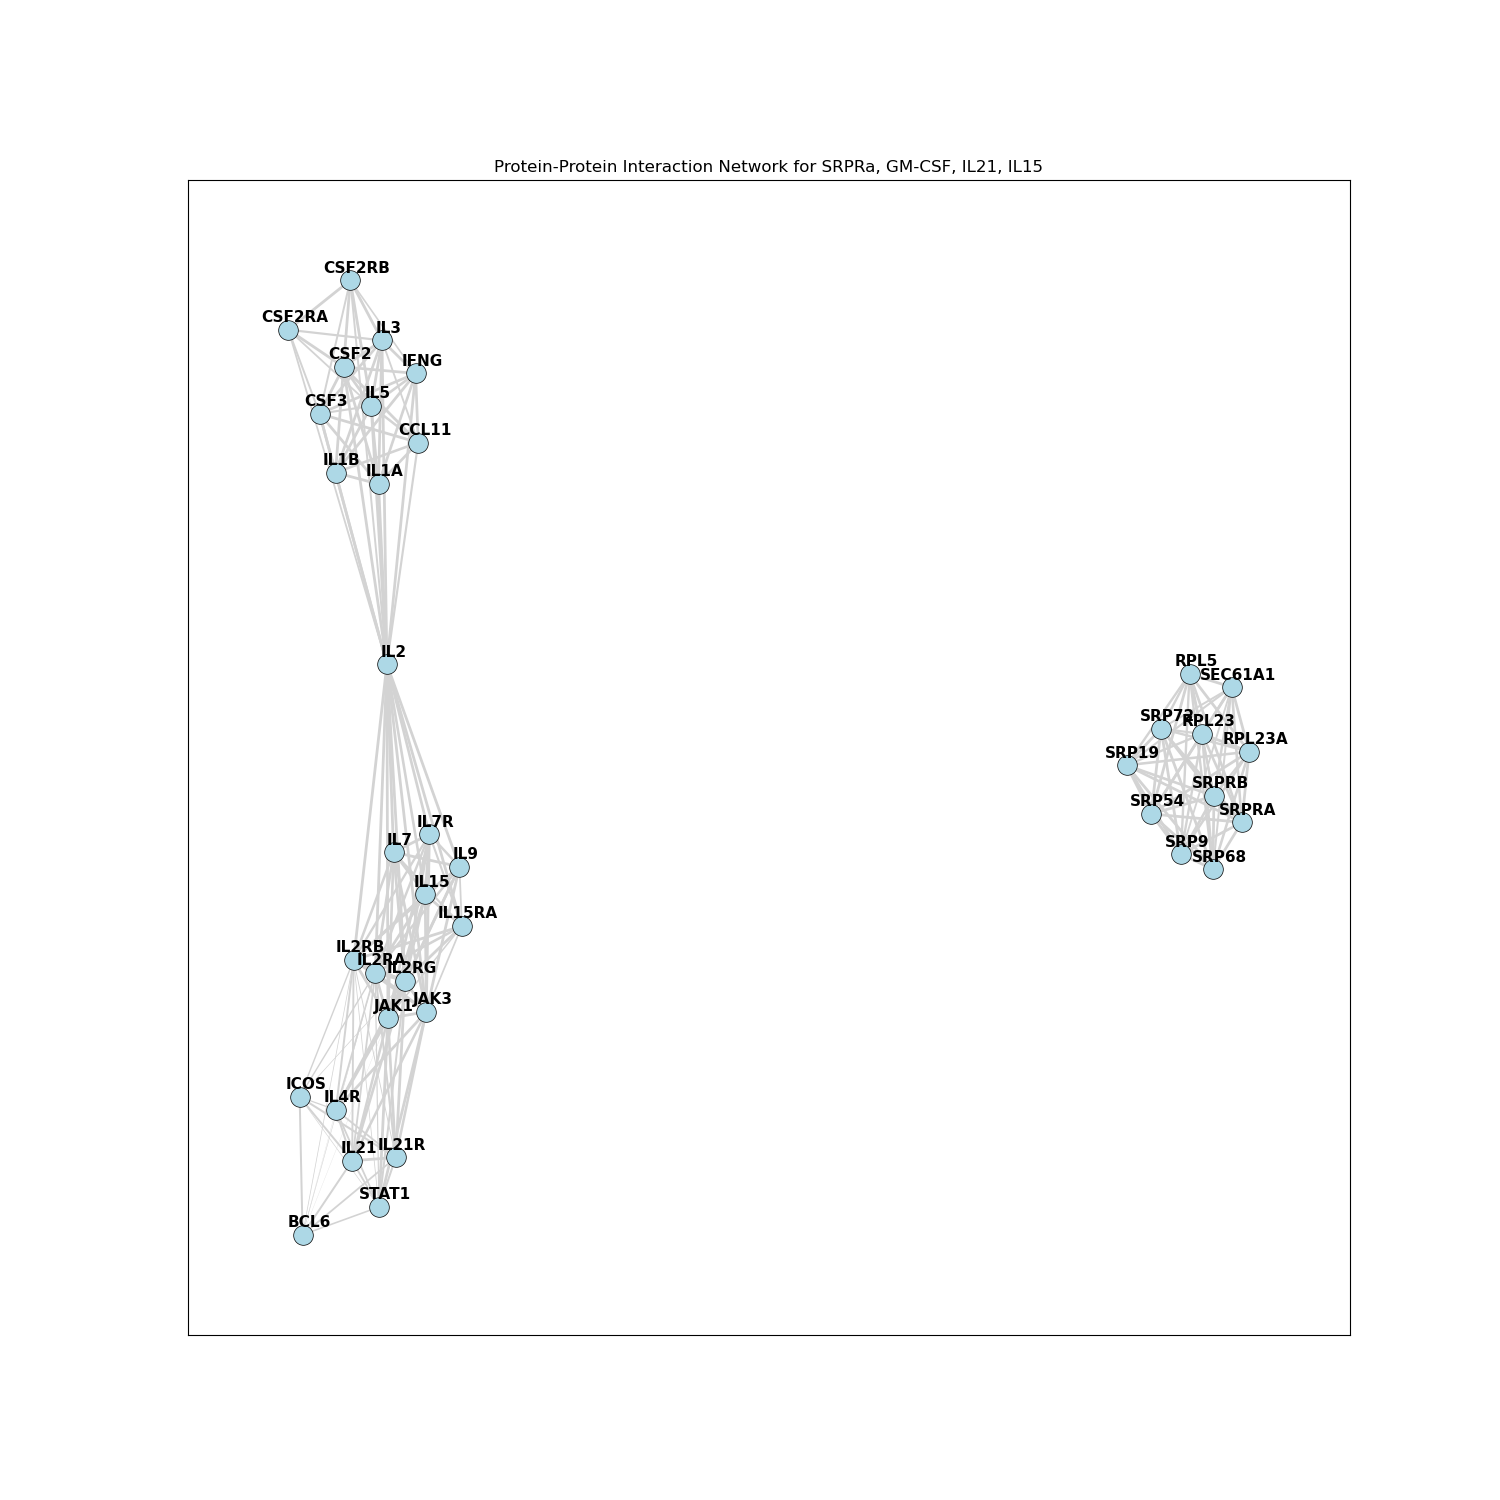 Protein-Protein Interaction Network for SRPRa, GM-CSF, IL21, IL15
CSF2RB
CSF2RA
IL3
CSF2
IFNG
IL5
CSF3
CCL11
IL1B
IL1A
IL2
IL7R
IL7
IL9
IL15
IL15RA
IL2RB
IL2RA
IL2RG
JAK3
JAK1
ICOS
IL4R
IL21
IL21R
STAT1
BCL6
RPL5
SEC61A1
SRP72
RPL23
RPL23A
SRP19
SRPRB
SRP54
SRPRA
SRP9
SRP68